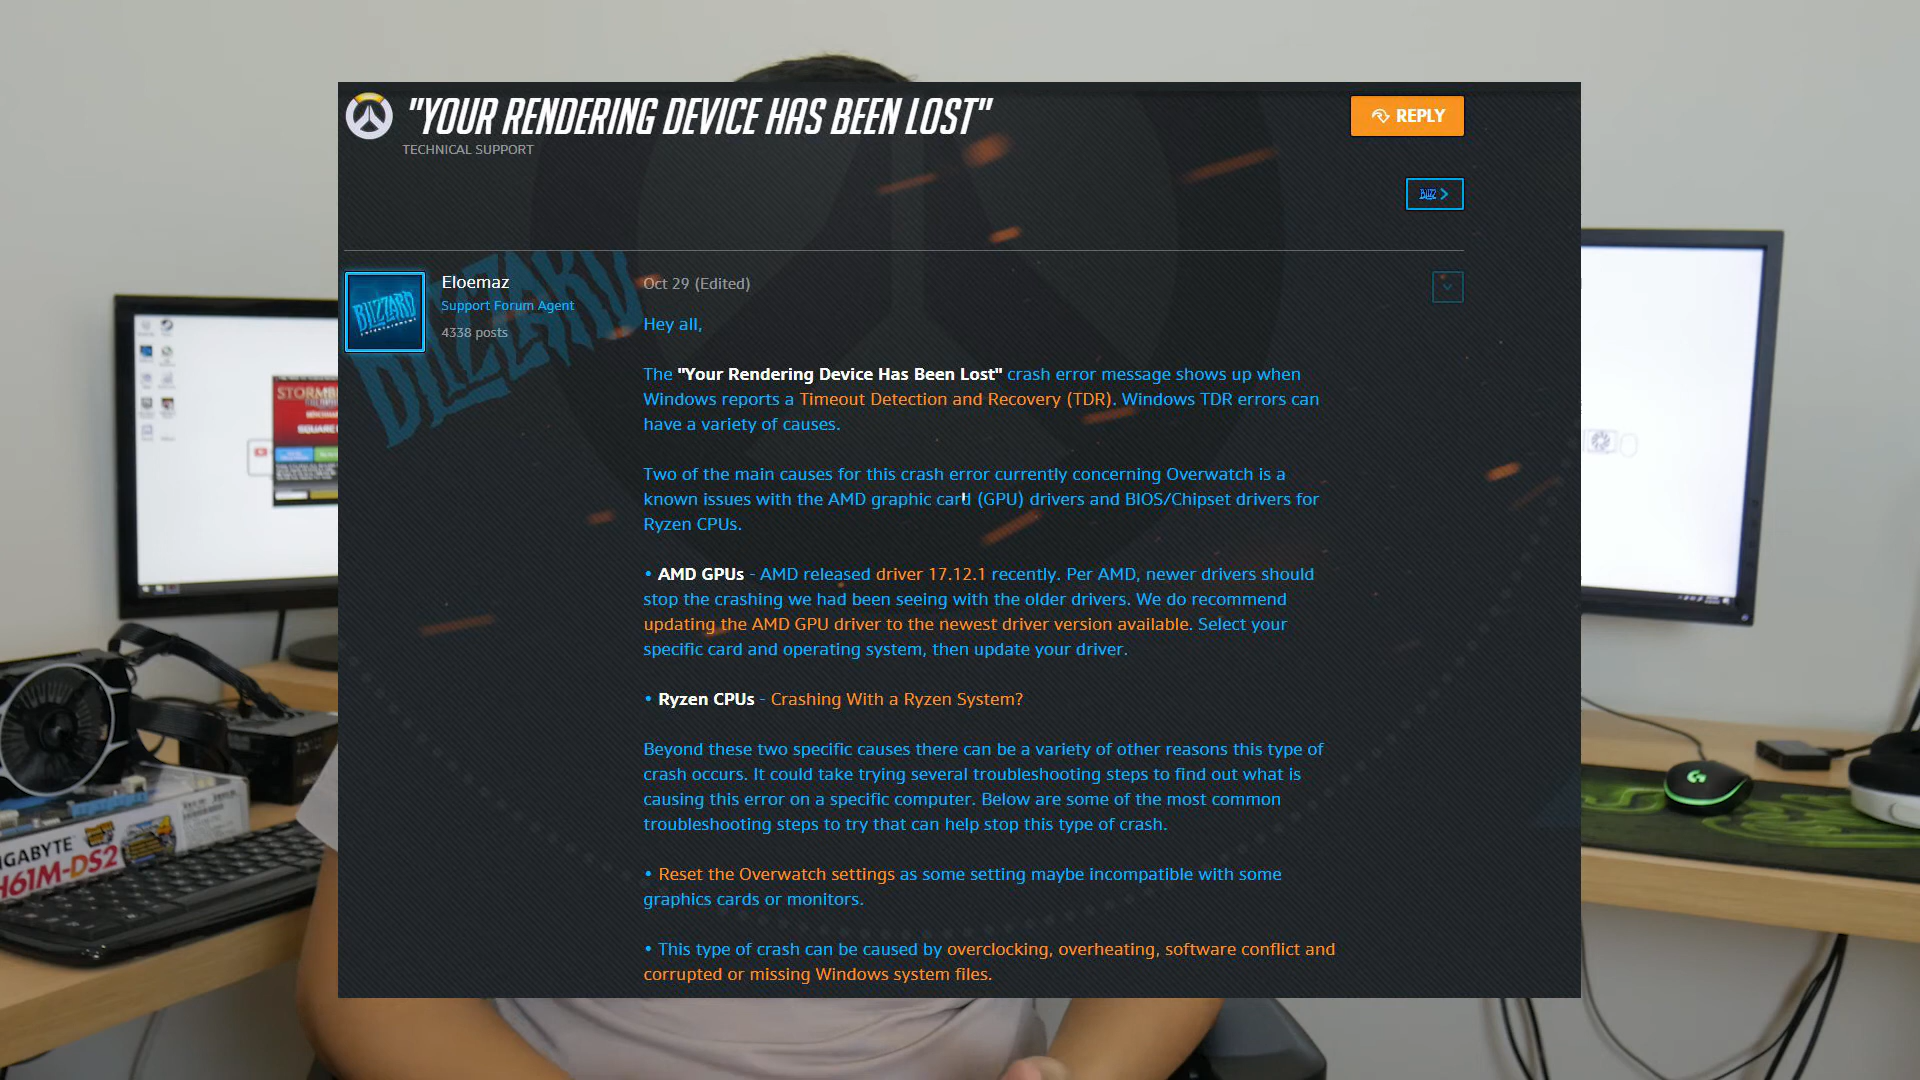 "YOUR RENDERING DEVICE HAS BEEN LOST"
REPLY
TECHNICAL SUPPORT
BLIZZ
BLIZZARD
BLIZZARD
ENTERTAINMENT
Eloemaz
Support Forum Agent
4338 posts
Oct 29 (Edited)
Hey all,
The "Your Rendering Device Has Been Lost" crash error message shows up when
Windows reports a Timeout Detection and Recovery (TDR). Windows TDR errors can
have a variety of causes.
Two of the main causes for this crash error currently concerning Overwatch is a
known issues with the AMD graphic card (GPU) drivers and BIOS/Chipset drivers for
Ryzen CPUs.
• AMD GPUs - AMD released driver 17.12.1 recently. Per AMD, newer drivers should
stop the crashing we had been seeing with the older drivers. We do recommend
updating the AMD GPU driver to the newest driver version available. Select your
specific card and operating system, then update your driver.
• Ryzen CPUs - Crashing With a Ryzen System?
Beyond these two specific causes there can be a variety of other reasons this type of
crash occurs. It could take trying several troubleshooting steps to find out what is
causing this error on a specific computer. Below are some of the most common
troubleshooting steps to try that can help stop this type of crash.
• Reset the Overwatch settings as some setting maybe incompatible with some
graphics cards or monitors.
• This type of crash can be caused by overclocking, overheating, software conflict and
corrupted or missing Windows system files.
IGABYTE
H61M-DS2